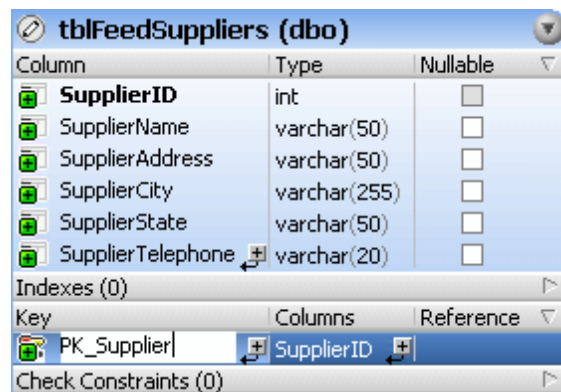 tblFeedSuppliers (dbo)
Column Type Nullable
SupplierID int
SupplierName varchar(50)
SupplierAddress varchar(50)
SupplierCity varchar(255)
SupplierState varchar(50)
SupplierTelephone varchar(20)
Indexes (0)
Key Columns Reference
PK_Supplier SupplierID
Check Constraints (0)